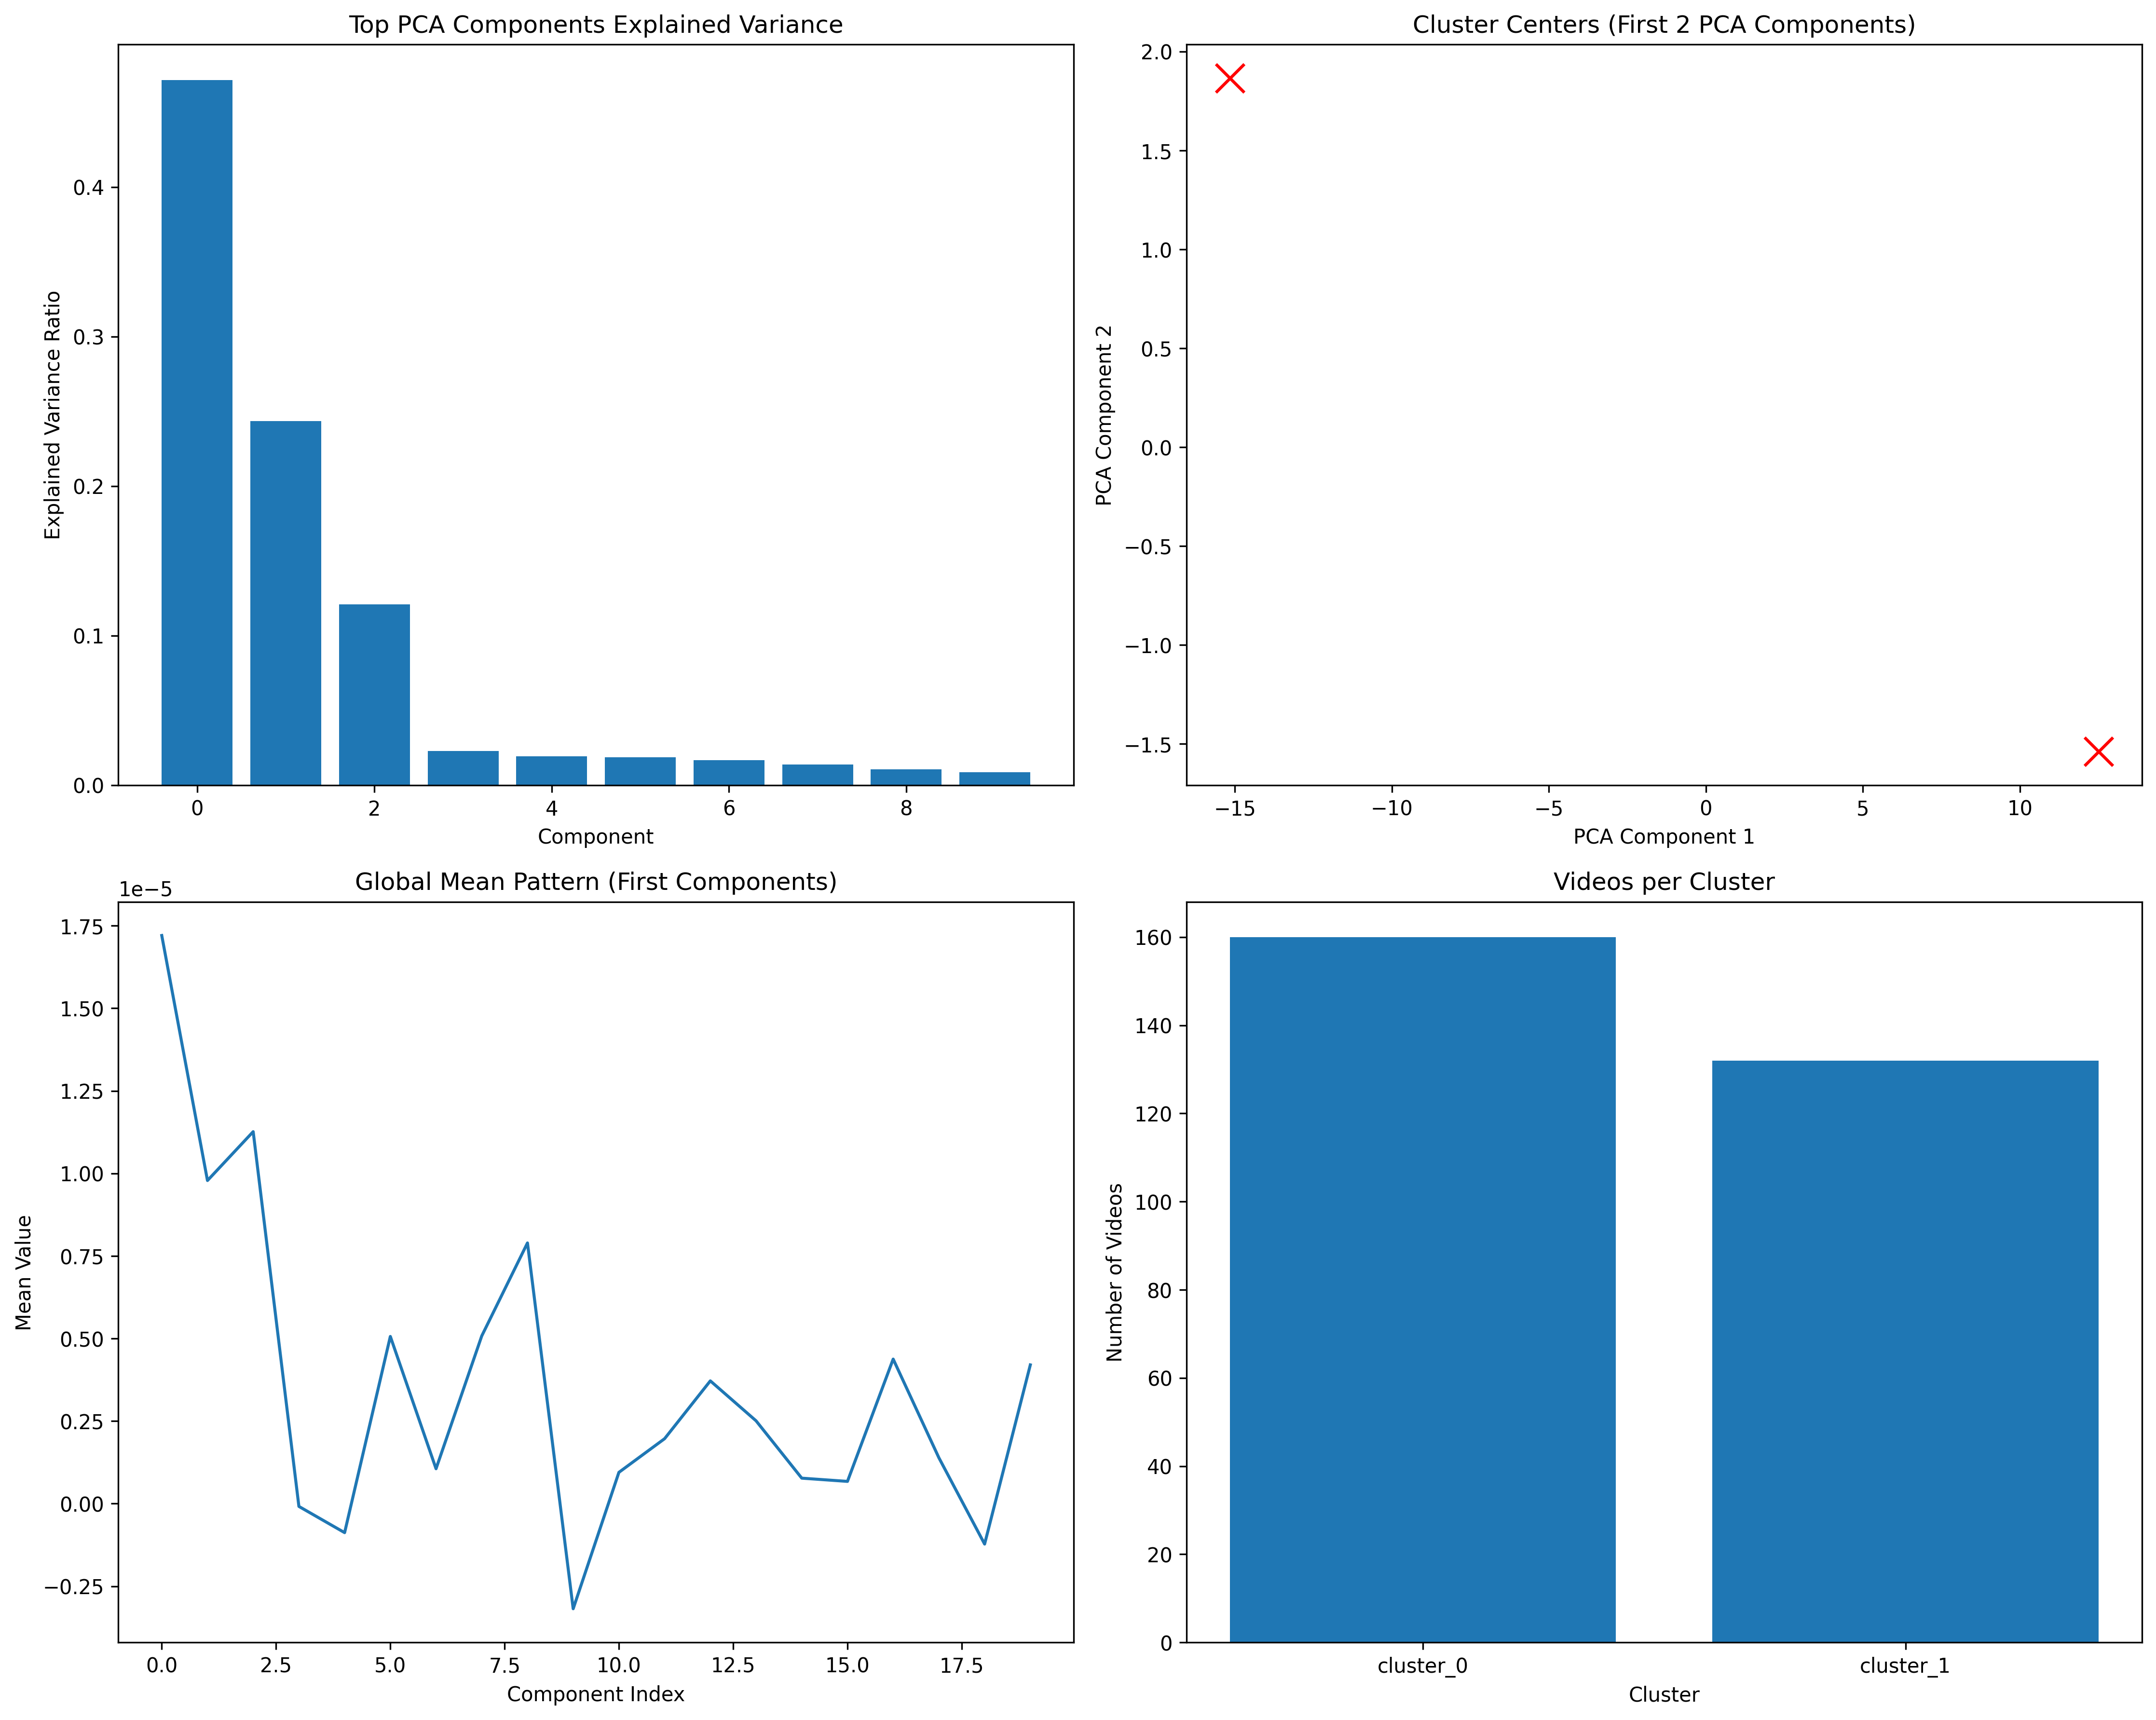 Top PCA Components Explained Variance
Explained Variance Ratio
0.4
0.3
0.2
0.1
0.0
0 2 4 6 8
Component
Cluster Centers (First 2 PCA Components)
PCA Component 2
2.0
1.5
1.0
0.5
0.0
−0.5
−1.0
−1.5
−15 −10 −5 0 5 10
PCA Component 1
Global Mean Pattern (First Components)
1e−5
Mean Value
1.75
1.50
1.25
1.00
0.75
0.50
0.25
0.00
−0.25
0.0 2.5 5.0 7.5 10.0 12.5 15.0 17.5
Component Index
Videos per Cluster
Number of Videos
160
140
120
100
80
60
40
20
0
cluster_0 cluster_1
Cluster